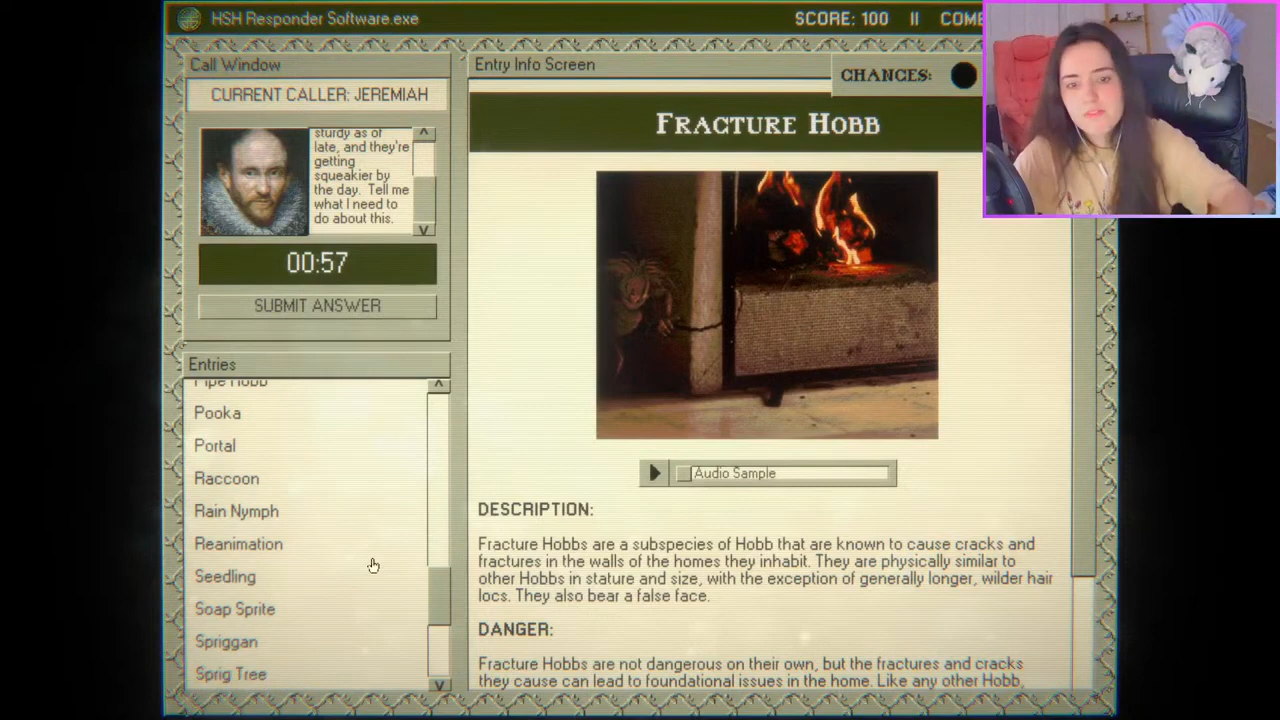 HSH Responder Software.exe
SCORE: 100
II
Call Window
CURRENT CALLER: JEREMIAH
sturdy as of
late, and they're
getting
squeakier by
the day. Tell me
what I need to
do about this.
00:57
SUBMIT ANSWER
Entries
Pipe Hobb
Pooka
Portal
Raccoon
Rain Nymph
Reanimation
Seedling
Soap Sprite
Spriggan
Sprig Tree
Entry Info Screen
CHANCES:
FRACTURE HOBB
Audio Sample
DESCRIPTION:
Fracture Hobbs are a subspecies of Hobb that are known to cause cracks and
fractures in the walls of the homes they inhabit. They are physically similar to
other Hobbs in stature and size, with the exception of generally longer, wilder hair
locs. They also bear a false face.
DANGER:
Fracture Hobbs are not dangerous on their own, but the fractures and cracks
they cause can lead to foundational issues in the home. Like any other Hobb,